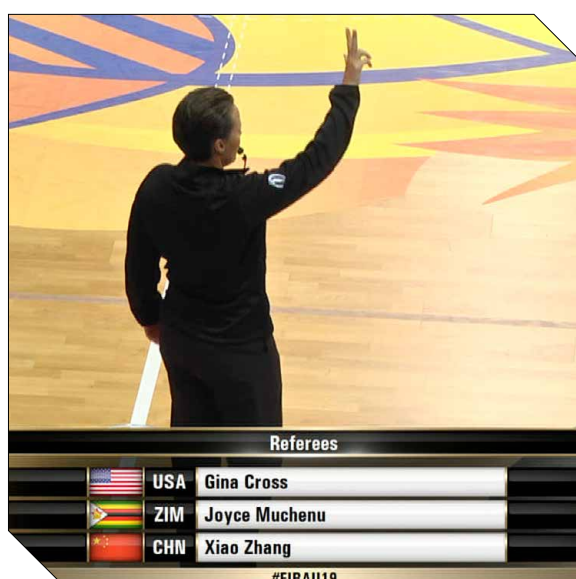 Referees
USA Gina Cross
ZIM Joyce Muchenu
CHN Xiao Zhang
#FIBAU19